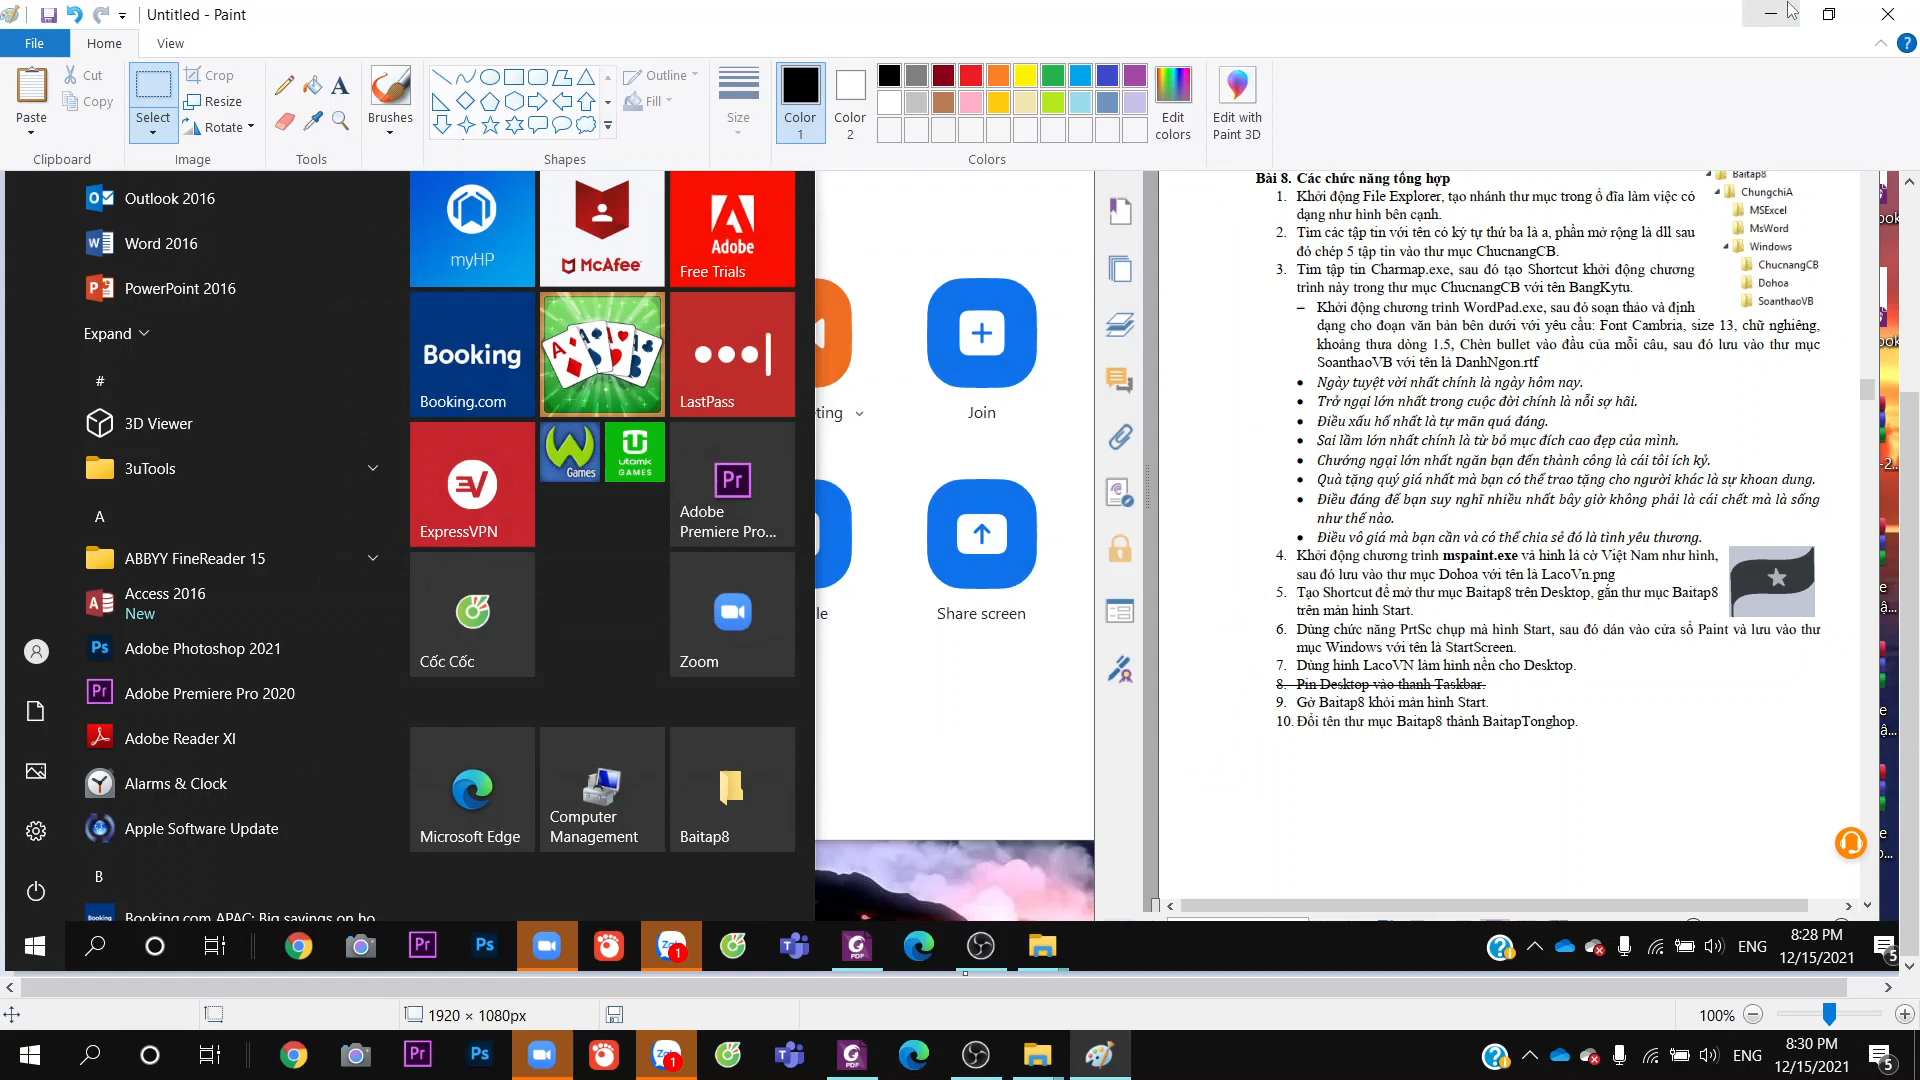 Untitled - Paint
File
Home
View
Paste
Cut
Copy
Clipboard
Select
Crop
Resize
Rotate
Image
Tools
Brushes
Outline
Fill
Shapes
Size
Color 1
Color 2
Edit colors
Colors
Edit with Paint 3D
Outlook 2016
Word 2016
PowerPoint 2016
Expand
#
3D Viewer
3uTools
A
ABBYY FineReader 15
Access 2016
New
Adobe Photoshop 2021
Adobe Premiere Pro 2020
Adobe Reader XI
Alarms & Clock
Apple Software Update
B
Booking.com APAC: Big savings on ho
myHP
McAfee
Adobe
Free Trials
Booking
Booking.com
LastPass
ExpressVPN
Games
utomik
GAMES
Pr
Adobe
Premiere Pro...
Cốc Cốc
Zoom
Microsoft Edge
Computer
Management
Baitap8
ting
Join
le
Share screen
Bài 8. Các chức năng tổng hợp
1. Khởi động File Explorer, tạo nhánh thư mục trong ổ đĩa làm việc có
dạng như hình bên cạnh.
2. Tìm các tập tin với tên có ký tự thứ ba là a, phần mở rộng là dll sau
đó chép 5 tập tin vào thư mục ChucnangCB.
3. Tìm tập tin Charmap.exe, sau đó tạo Shortcut khởi động chương
trình này trong thư mục ChucnangCB với tên BangKytu.
– Khởi động chương trình WordPad.exe, sau đó soạn thảo và định
dạng cho đoạn văn bản bên dưới với yêu cầu: Font Cambria, size 13, chữ nghiêng,
khoảng thưa dòng 1.5, Chèn bullet vào đầu của mỗi câu, sau đó lưu vào thư mục
SoanthaoVB với tên là DanhNgon.rtf
• Ngày tuyệt vời nhất chính là ngày hôm nay.
• Trở ngại lớn nhất trong cuộc đời chính là nỗi sợ hãi.
• Điều xấu hổ nhất là tự mãn quá đáng.
• Sai lầm lớn nhất chính là từ bỏ mục đích cao đẹp của mình.
• Chướng ngại lớn nhất ngăn bạn đến thành công là cái tôi ích kỷ.
• Quà tặng quý giá nhất mà bạn có thể trao tặng cho người khác là sự khoan dung.
• Điều đáng để bạn suy nghĩ nhiều nhất bây giờ không phải là cái chết mà là sống
như thế nào.
• Điều vô giá mà bạn cần và có thể chia sẻ đó là tình yêu thương.
4. Khởi động chương trình mspaint.exe và hình lá cờ Việt Nam như hình,
sau đó lưu vào thư mục Dohoa với tên là LacoVn.png
5. Tạo Shortcut để mở thư mục Baitap8 trên Desktop, gắn thư mục Baitap8
trên màn hình Start.
6. Dùng chức năng PrtSc chụp mà hình Start, sau đó dán vào cửa sổ Paint và lưu vào thư
mục Windows với tên là StartScreen.
7. Dùng hình LacoVN làm hình nền cho Desktop.
8. Pin Desktop vào thanh Taskbar.
9. Gỡ Baitap8 khỏi màn hình Start.
10. Đổi tên thư mục Baitap8 thành BaitapTonghop.
Baitap8
ChungchiA
MSExcel
MsWord
Windows
ChucnangCB
Dohoa
SoanthaoVB
ENG
8:28 PM
12/15/2021
5
1920 × 1080px
100%
ENG
8:30 PM
12/15/2021
5